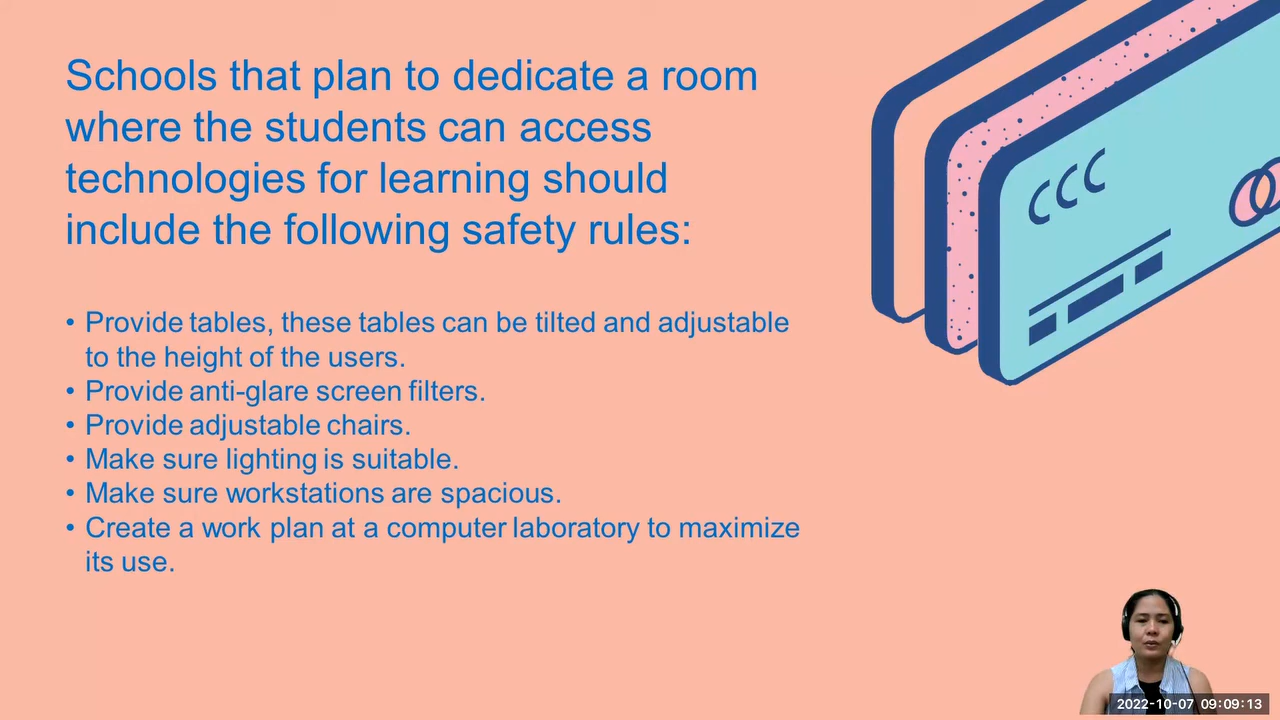 Schools that plan to dedicate a room
where the students can access
technologies for learning should
include the following safety rules:
• Provide tables, these tables can be tilted and adjustable
to the height of the users.
• Provide anti-glare screen filters.
• Provide adjustable chairs.
• Make sure lighting is suitable.
• Make sure workstations are spacious.
• Create a work plan at a computer laboratory to maximize
its use.
2022-10-07 09:09:13